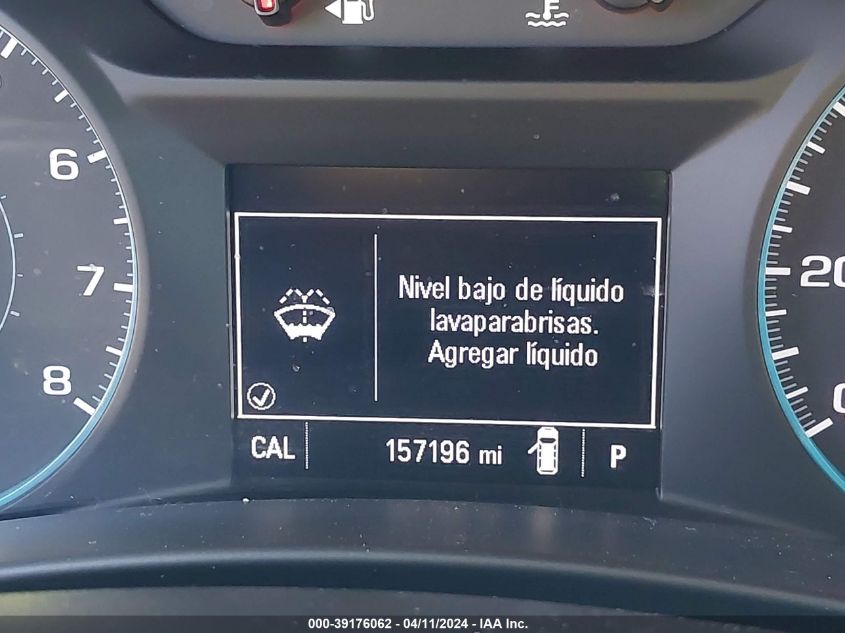 6
7
8
20
0
Nivel bajo de líquido
lavaparabrisas.
Agregar líquido
CAL 157196 mi P
000-39176062 - 04/11/2024 - IAA Inc.